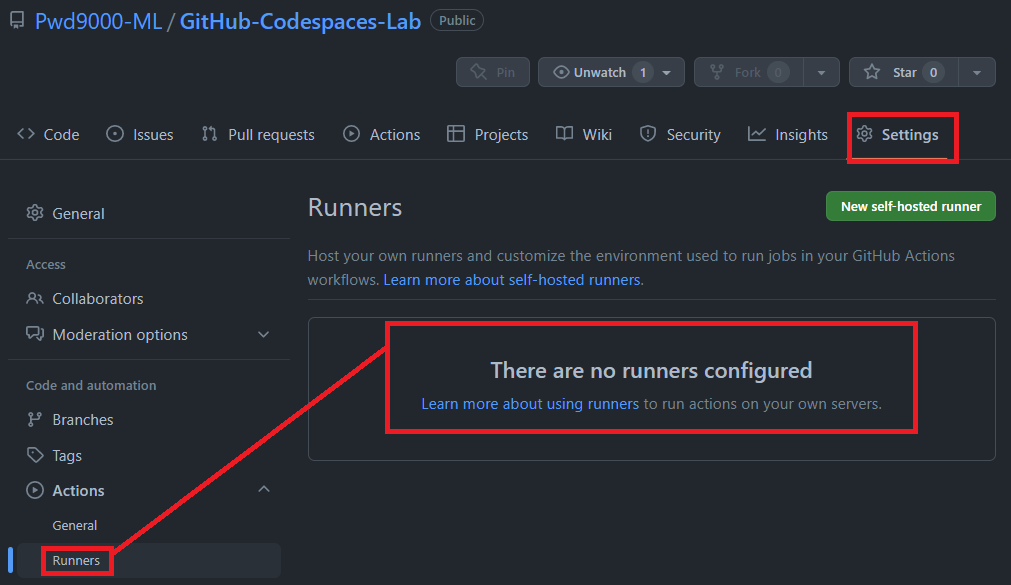 Pwd9000-ML / GitHub-Codespaces-Lab Public
Pin Unwatch 1 Fork 0 Star 0
Code Issues Pull requests Actions Projects Wiki Security Insights Settings
General
Access
Collaborators
Moderation options
Code and automation
Branches
Tags
Actions
General
Runners
Runners
New self-hosted runner
Host your own runners and customize the environment used to run jobs in your GitHub Actions
workflows. Learn more about self-hosted runners.
There are no runners configured
Learn more about using runners to run actions on your own servers.